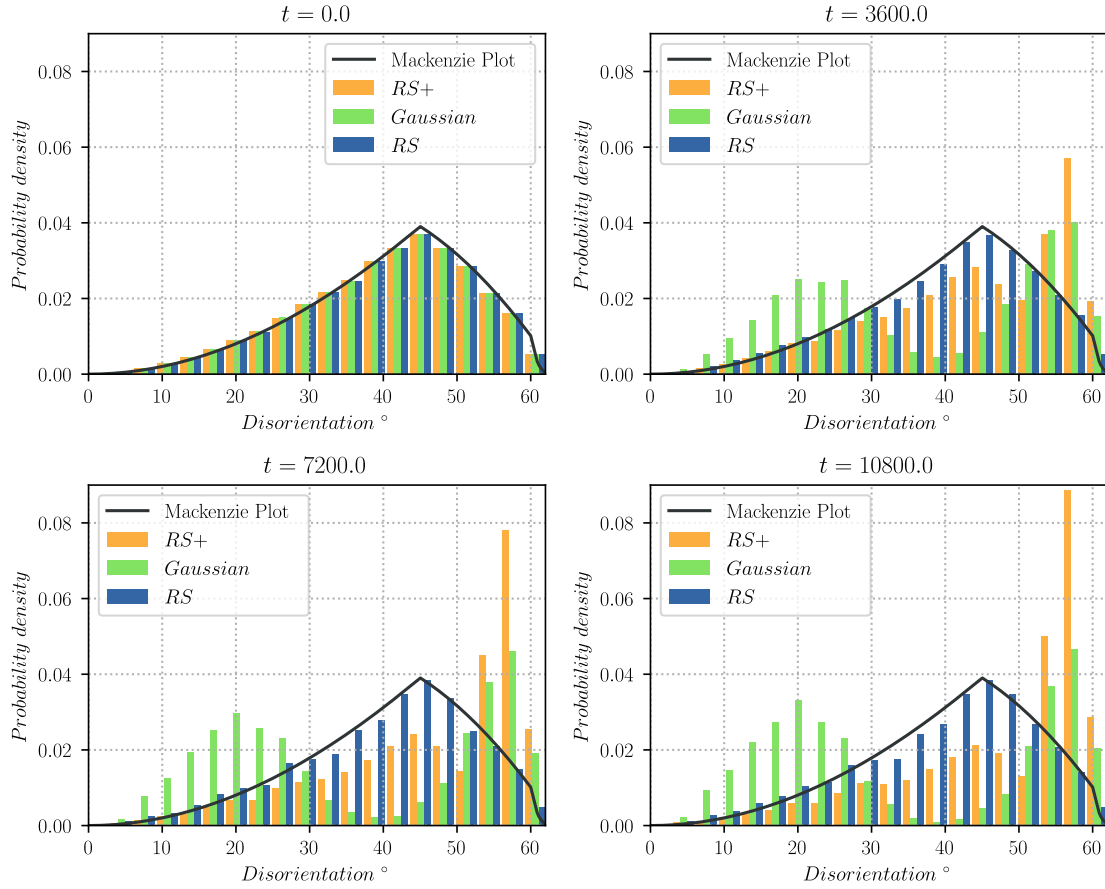 t = 0.0
Probability density
0.08
0.06
0.04
0.02
0.00
Mackenzie Plot
RS+
Gaussian
RS
0 10 20 30 40 50 60
Disorientation °
t = 3600.0
Probability density
0.08
0.06
0.04
0.02
0.00
Mackenzie Plot
RS+
Gaussian
RS
0 10 20 30 40 50 60
Disorientation °
t = 7200.0
Probability density
0.08
0.06
0.04
0.02
0.00
Mackenzie Plot
RS+
Gaussian
RS
0 10 20 30 40 50 60
Disorientation °
t = 10800.0
Probability density
0.08
0.06
0.04
0.02
0.00
Mackenzie Plot
RS+
Gaussian
RS
0 10 20 30 40 50 60
Disorientation °